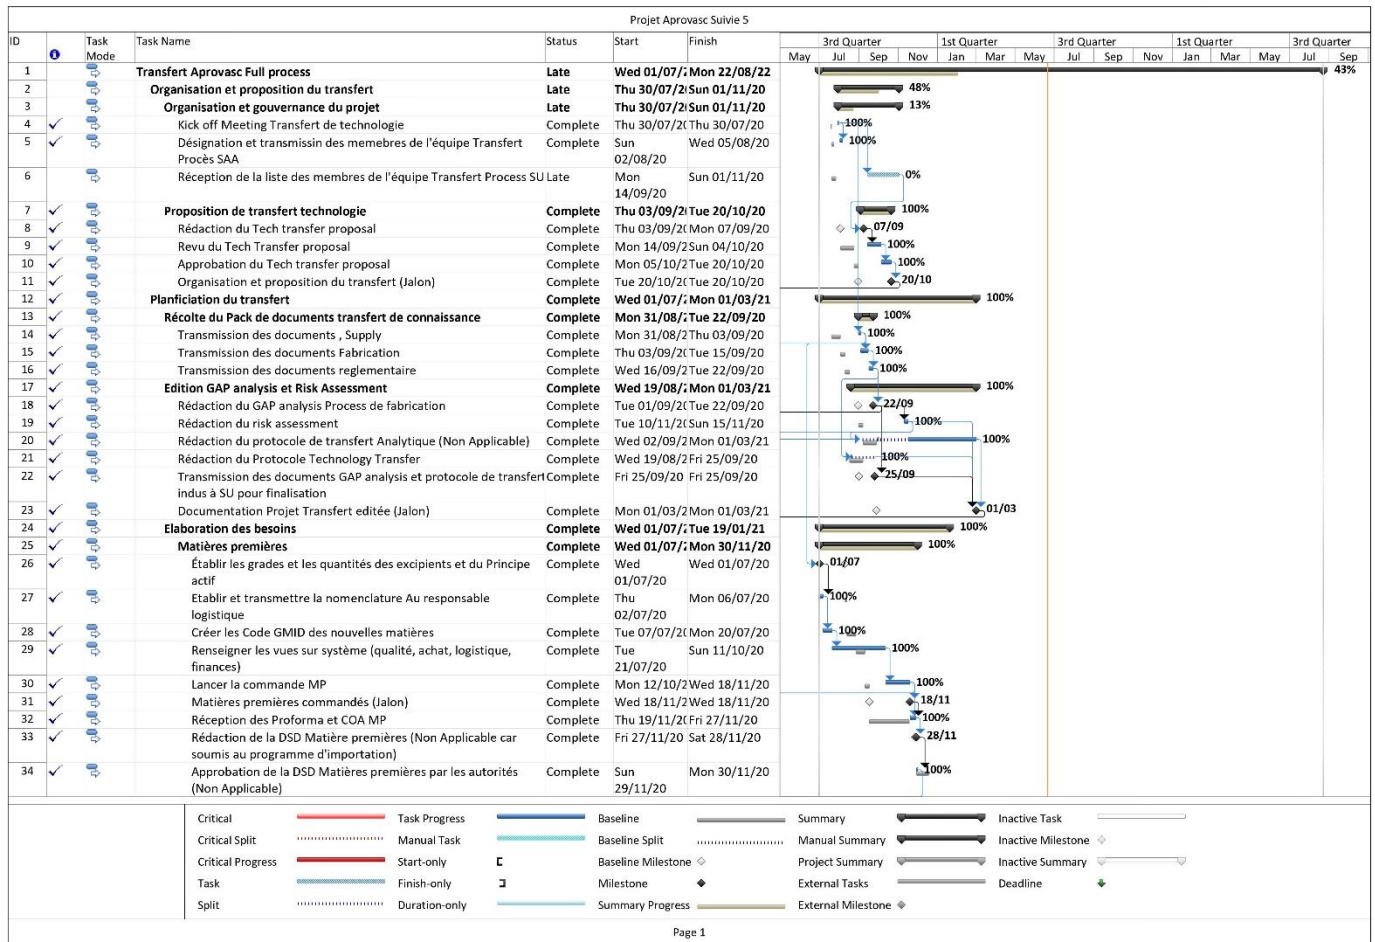 Projet Aprovasc Suivie 5
ID Task Mode Task Name Status Start Finish
3rd Quarter 1st Quarter 3rd Quarter 1st Quarter 3rd Quarter
May Jul Sep Nov Jan Mar May Jul Sep Nov Jan Mar May Jul Sep
1 Transfert Aprovasc Full process Late Wed 01/07/2 Mon 22/08/22 43%
2 Organisation et proposition du transfert Late Thu 30/07/20 Sun 01/11/20 48%
3 Organisation et gouvernance du projet Late Thu 30/07/20 Sun 01/11/20 13%
4 Kick off Meeting Transfert de technologie Complete Thu 30/07/20 Thu 30/07/20 100%
5 Désignation et transmissin des memebres de l'équipe Transfert Procès SAA Complete Sun 02/08/20 Wed 05/08/20 100%
6 Réception de la liste des membres de l'équipe Transfert Process SU Late Mon 14/09/20 Sun 01/11/20 0%
7 Proposition de transfert technologie Complete Thu 03/09/20 Tue 20/10/20 100%
8 Rédaction du Tech transfer proposal Complete Thu 03/09/20 Mon 07/09/20 07/09
9 Revu du Tech Transfer proposal Complete Mon 14/09/2 Sun 04/10/20 100%
10 Approbation du Tech transfer proposal Complete Mon 05/10/2 Tue 20/10/20 100%
11 Organisation et proposition du transfert (Jalon) Complete Tue 20/10/20 Tue 20/10/20 20/10
12 Planficiation du transfert Complete Wed 01/07/2 Mon 01/03/21 100%
13 Récolte du Pack de documents transfert de connaissance Complete Mon 31/08/2 Tue 22/09/20 100%
14 Transmission des documents , Supply Complete Mon 31/08/2 Thu 03/09/20 100%
15 Transmission des documents Fabrication Complete Thu 03/09/20 Tue 15/09/20 100%
16 Transmission des documents reglementaire Complete Wed 16/09/2 Tue 22/09/20 100%
17 Edition GAP analysis et Risk Assessment Complete Wed 19/08/2 Mon 01/03/21 100%
18 Rédaction du GAP analysis Process de fabrication Complete Tue 01/09/20 Tue 22/09/20 22/09
19 Rédaction du risk assessment Complete Tue 10/11/20 Sun 15/11/20 100%
20 Rédaction du protocole de transfert Analytique (Non Applicable) Complete Wed 02/09/2 Mon 01/03/21 100%
21 Rédaction du Protocole Technology Transfer Complete Wed 19/08/2 Fri 25/09/20 100%
22 Transmission des documents GAP analysis et protocole de transfert indus à SU pour finalisation Complete Fri 25/09/20 Fri 25/09/20 25/09
23 Documentation Projet Transfert editée (Jalon) Complete Mon 01/03/2 Mon 01/03/21 01/03
24 Elaboration des besoins Complete Wed 01/07/2 Tue 19/01/21 100%
25 Matières premières Complete Wed 01/07/2 Mon 30/11/20 100%
26 Établir les grades et les quantités des excipients et du Principe actif Complete Wed 01/07/20 Wed 01/07/20 01/07
27 Etablir et transmettre la nomenclature Au responsable logistique Complete Thu 02/07/20 Mon 06/07/20 100%
28 Créer les Code GMID des nouvelles matières Complete Tue 07/07/20 Mon 20/07/20 100%
29 Renseigner les vues sur système (qualité, achat, logistique, finances) Complete Tue 21/07/20 Sun 11/10/20 100%
30 Lancer la commande MP Complete Mon 12/10/2 Wed 18/11/20 100%
31 Matières premières commandés (Jalon) Complete Wed 18/11/2 Wed 18/11/20 18/11
32 Réception des Proforma et COA MP Complete Thu 19/11/20 Fri 27/11/20 100%
33 Rédaction de la DSD Matière premières (Non Applicable car soumis au programme d'importation) Complete Fri 27/11/20 Sat 28/11/20 28/11
34 Approbation de la DSD Matières premières par les autorités (Non Applicable) Complete Sun 29/11/20 Mon 30/11/20 100%
Critical Task Progress Baseline Summary Inactive Task
Critical Split Manual Task Baseline Split Manual Summary Inactive Milestone
Critical Progress Start-only Baseline Milestone Project Summary Inactive Summary
Task Finish-only Milestone External Tasks Deadline
Split Duration-only Summary Progress External Milestone
Page 1